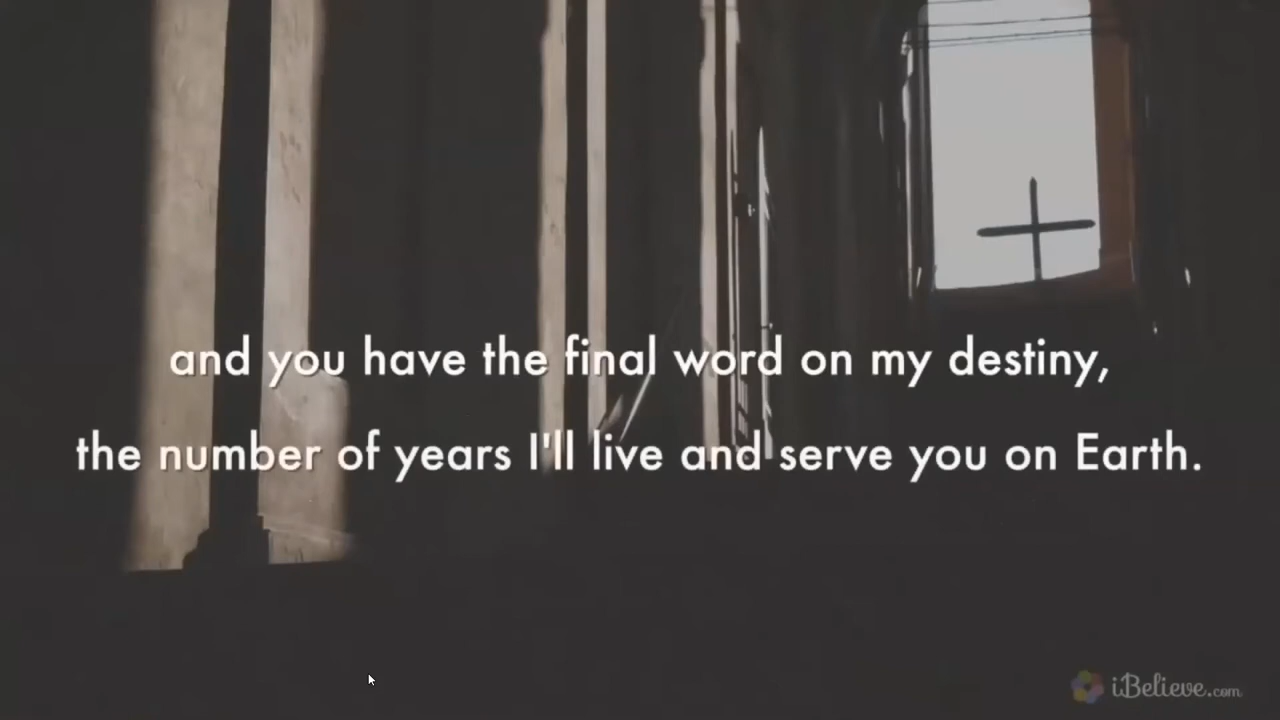 and you have the final word on my destiny,
the number of years I'll live and serve you on Earth.
iBelieve.com